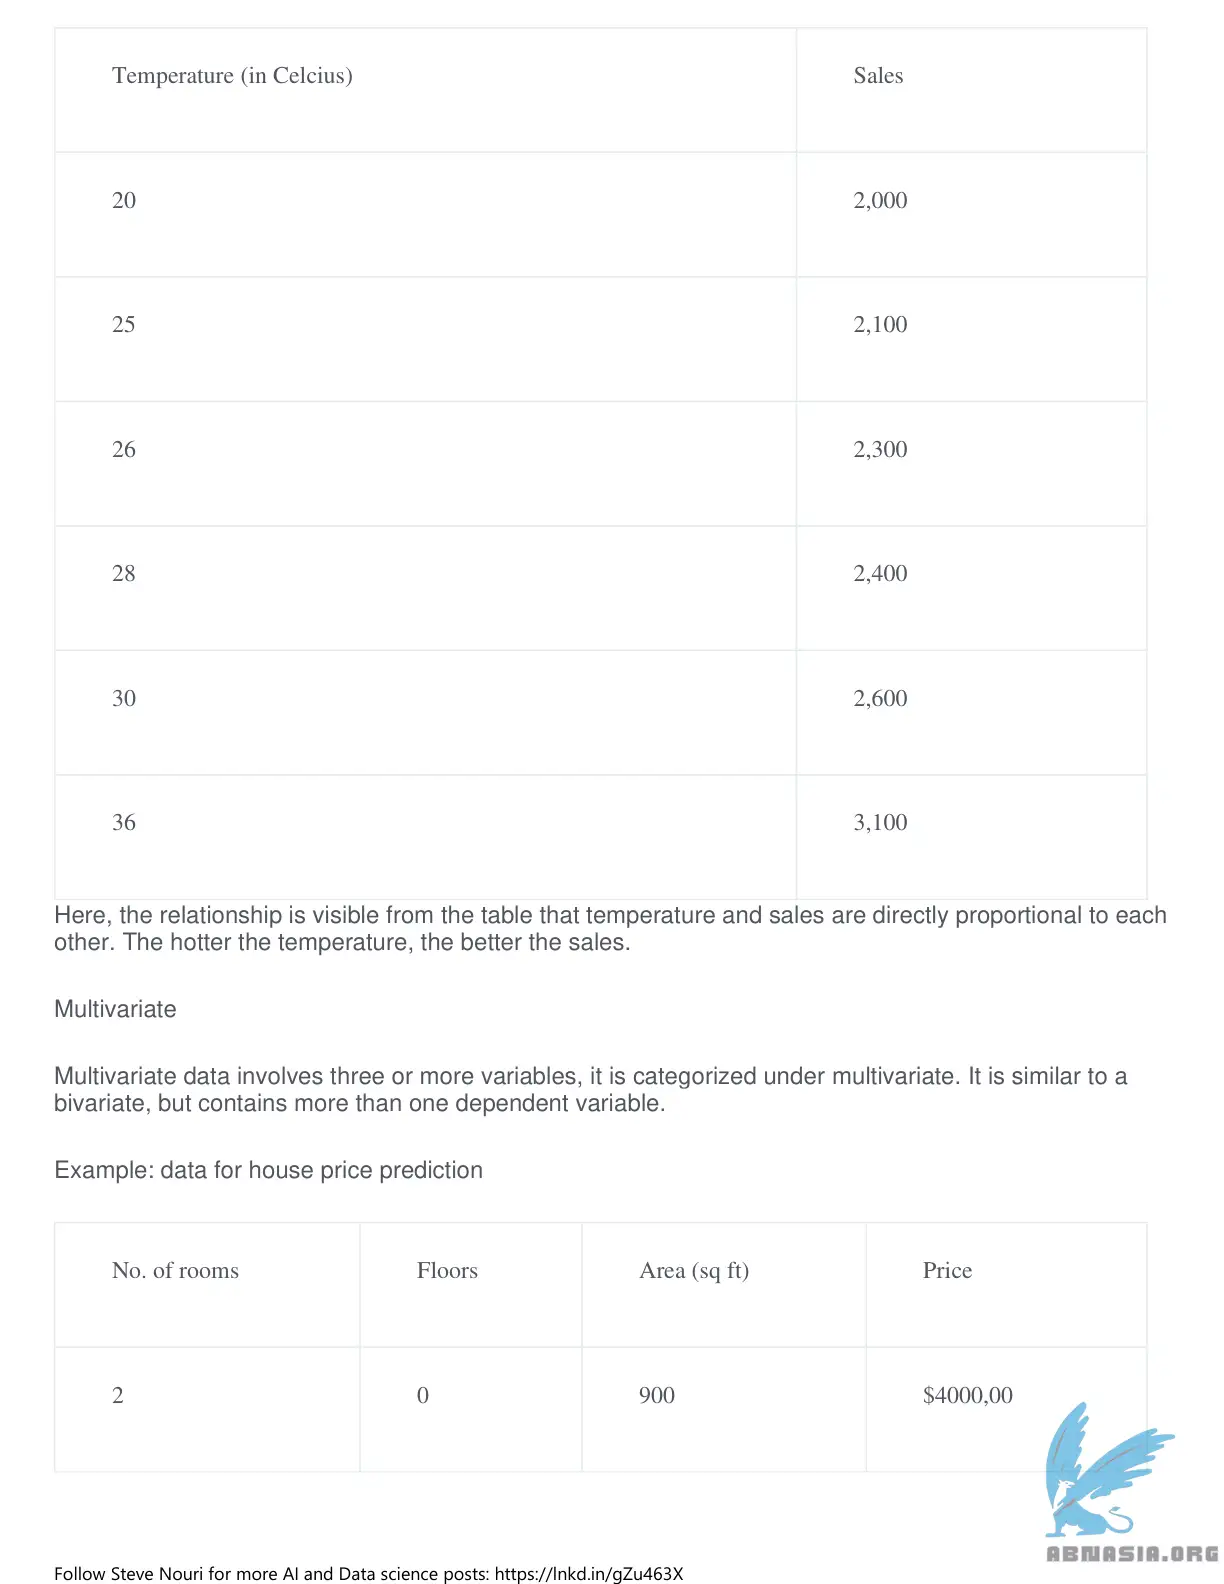 Temperature (in Celcius) Sales
20 2,000
25 2,100
26 2,300
28 2,400
30 2,600
36 3,100
Here, the relationship is visible from the table that temperature and sales are directly proportional to each
other. The hotter the temperature, the better the sales.
Multivariate
Multivariate data involves three or more variables, it is categorized under multivariate. It is similar to a
bivariate, but contains more than one dependent variable.
Example: data for house price prediction
No. of rooms Floors Area (sq ft) Price
2 0 900 $4000,00
ABNASIA.ORG
Follow Steve Nouri for more AI and Data science posts: https://lnkd.in/gZu463X